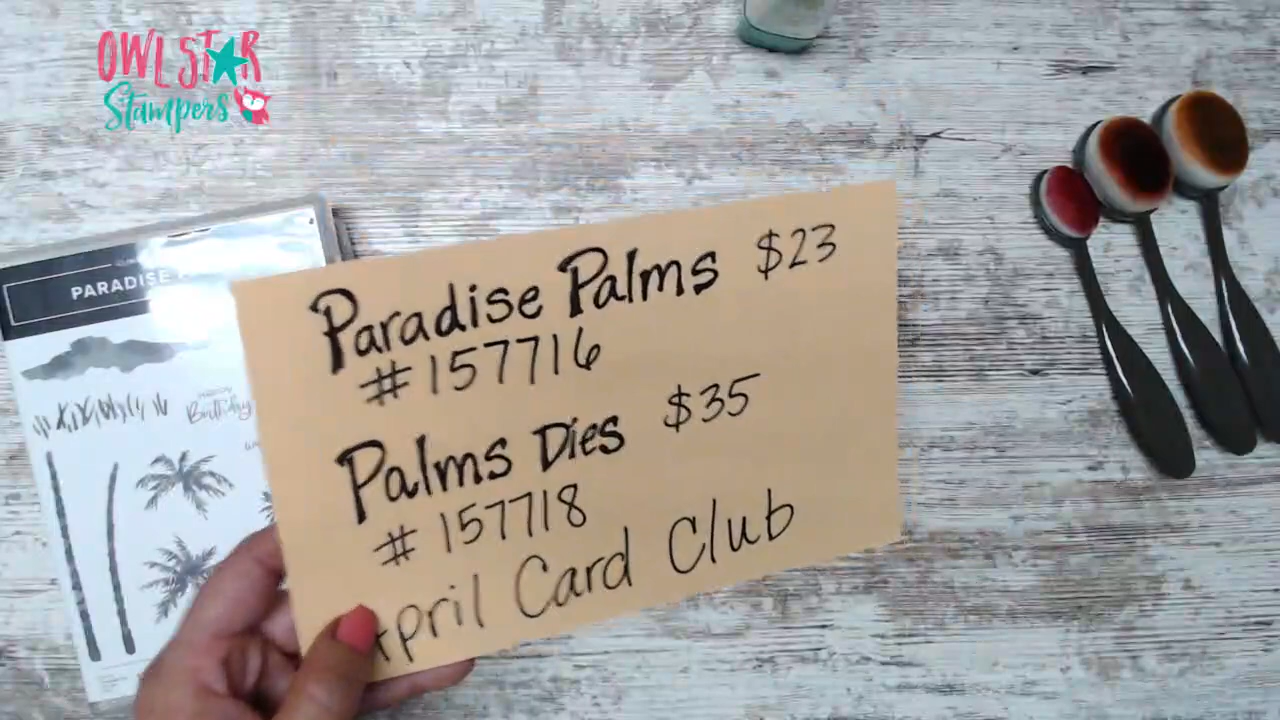 OWL STAR
Stampers
PARADISE
Birthday
Paradise Palms $23
#157716
Palms Dies $35
#157718
April Card Club